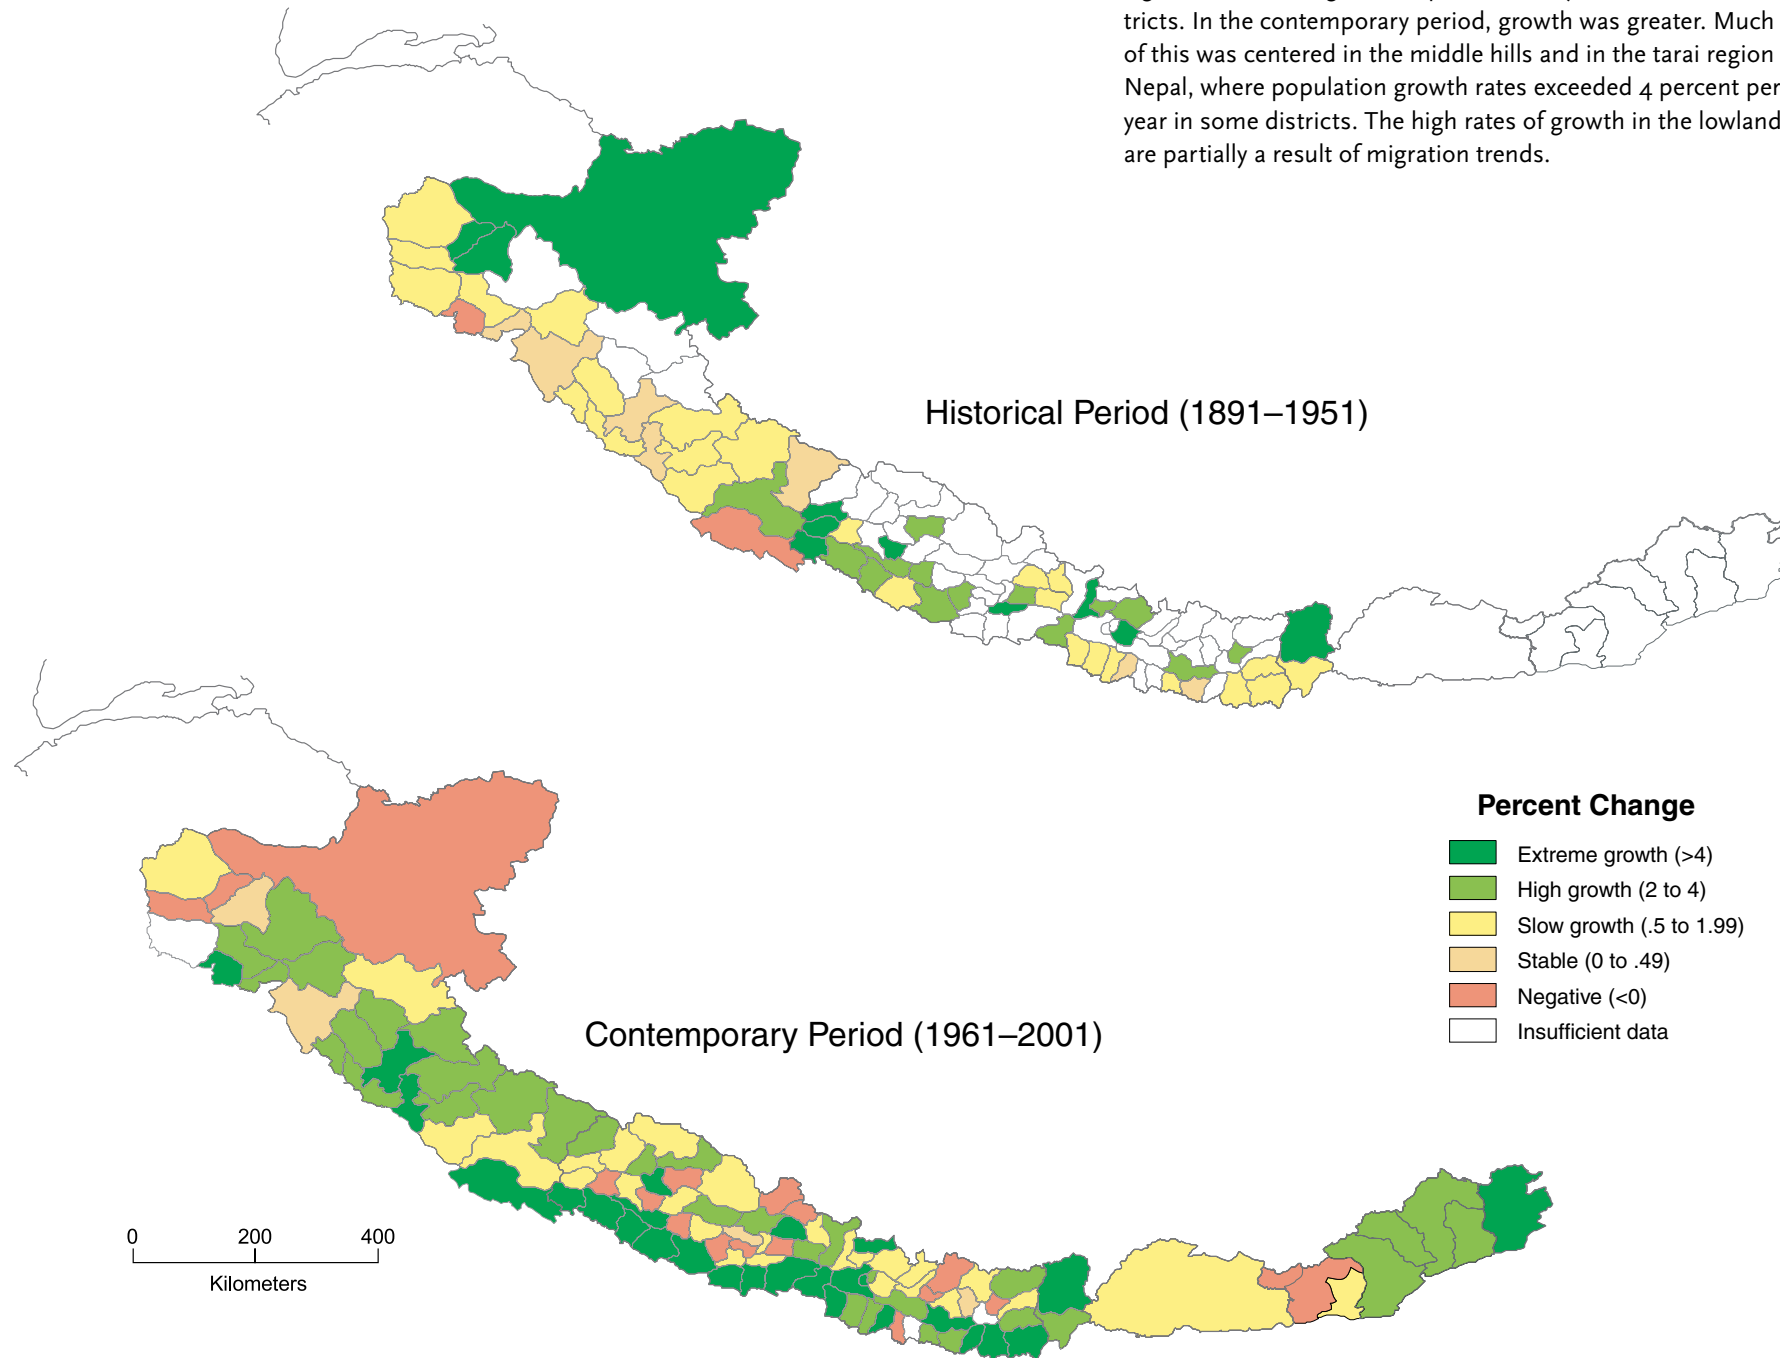 tricts. In the contemporary period, growth was greater. Much
of this was centered in the middle hills and in the tarai region
Nepal, where population growth rates exceeded 4 percent per
year in some districts. The high rates of growth in the lowland
are partially a result of migration trends.
Historical Period (1891–1951)
Contemporary Period (1961–2001)
Percent Change
Extreme growth (>4)
High growth (2 to 4)
Slow growth (.5 to 1.99)
Stable (0 to .49)
Negative (<0)
Insufficient data
0 200 400
Kilometers